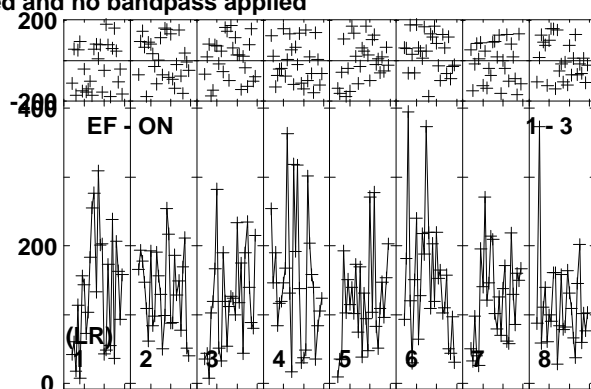 ed and no bandpass applied
200
-200
400
EF - ON 1 - 3
200
(LR)
1 2 3 4 5 6 7 8
0